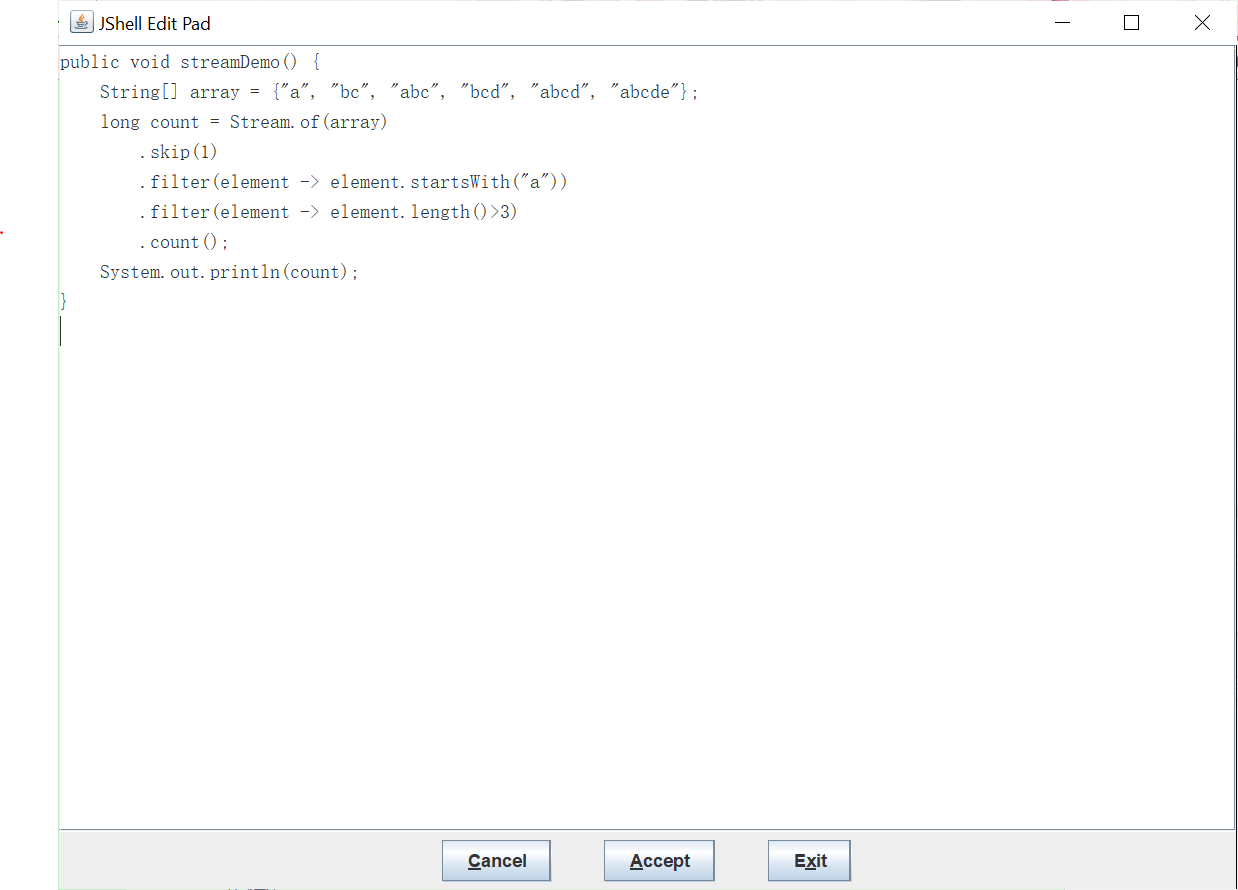 JShell Edit Pad
public void streamDemo() {
    String[] array = {"a", "bc", "abc", "bcd", "abcd", "abcde"};
    long count = Stream.of(array)
        .skip(1)
        .filter(element -> element.startsWith("a"))
        .filter(element -> element.length()>3)
        .count();
    System.out.println(count);
}
Cancel Accept Exit